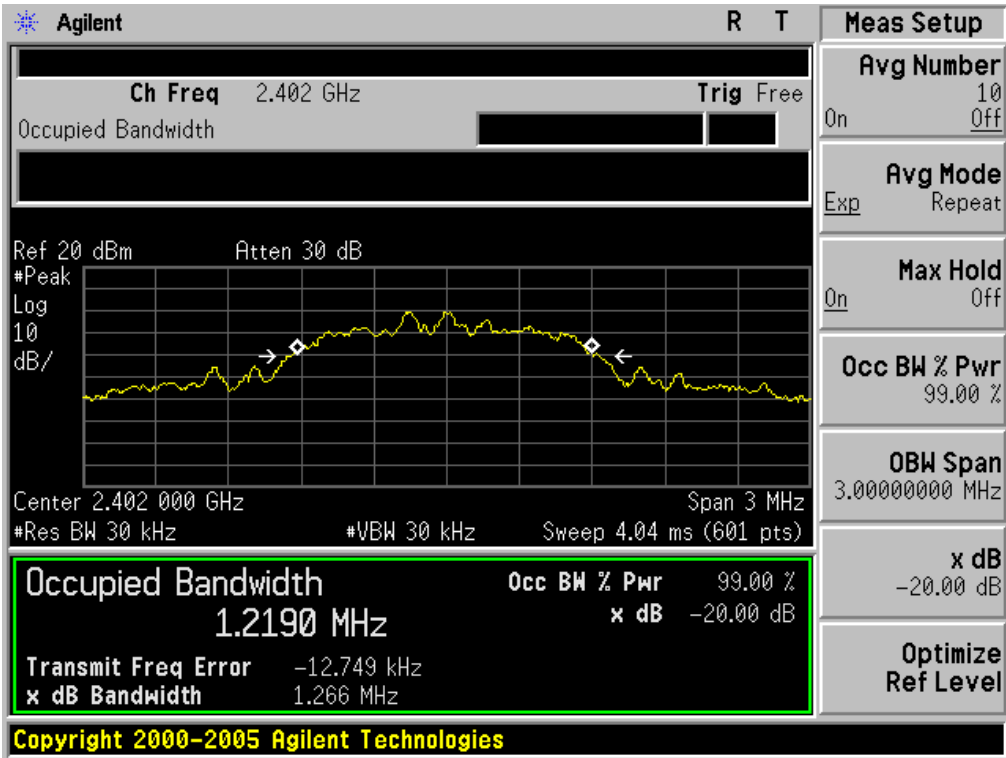 Agilent R T
Ch Freq 2.402 GHz Trig Free
Occupied Bandwidth
Ref 20 dBm Atten 30 dB
#Peak
Log
10
dB/
Center 2.402 000 GHz Span 3 MHz
#Res BW 30 kHz #VBW 30 kHz Sweep 4.04 ms (601 pts)
Occupied Bandwidth Occ BW % Pwr 99.00 %
1.2190 MHz x dB -20.00 dB
Transmit Freq Error -12.749 kHz
x dB Bandwidth 1.266 MHz
Copyright 2000-2005 Agilent Technologies
Meas Setup
Avg Number
10
On Off
Avg Mode
Exp Repeat
Max Hold
On Off
Occ BW % Pwr
99.00 %
OBW Span
3.00000000 MHz
x dB
-20.00 dB
Optimize
Ref Level